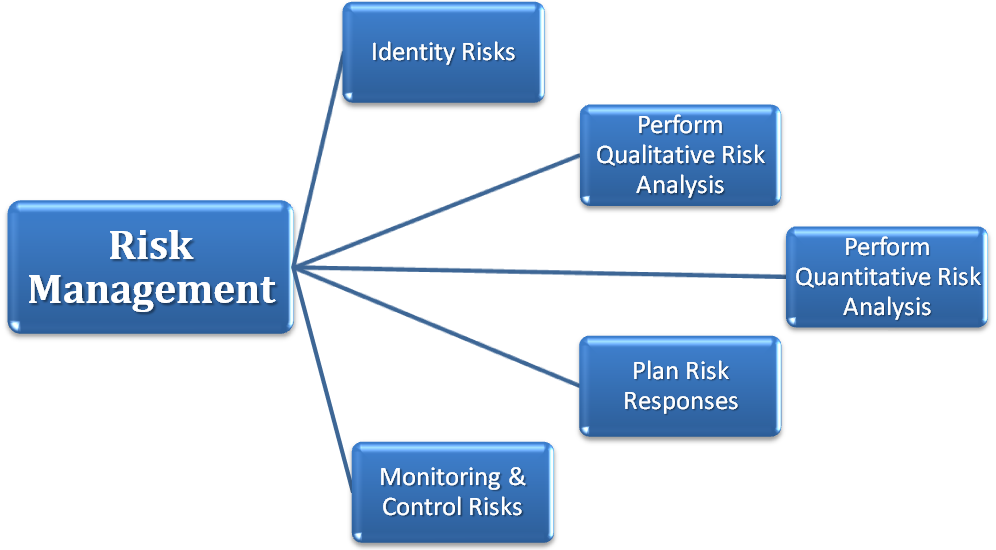 Identity Risks
Perform
Qualitative Risk
Analysis
Risk
Management
Perform
Quantitative Risk
Analysis
Plan Risk
Responses
Monitoring &
Control Risks